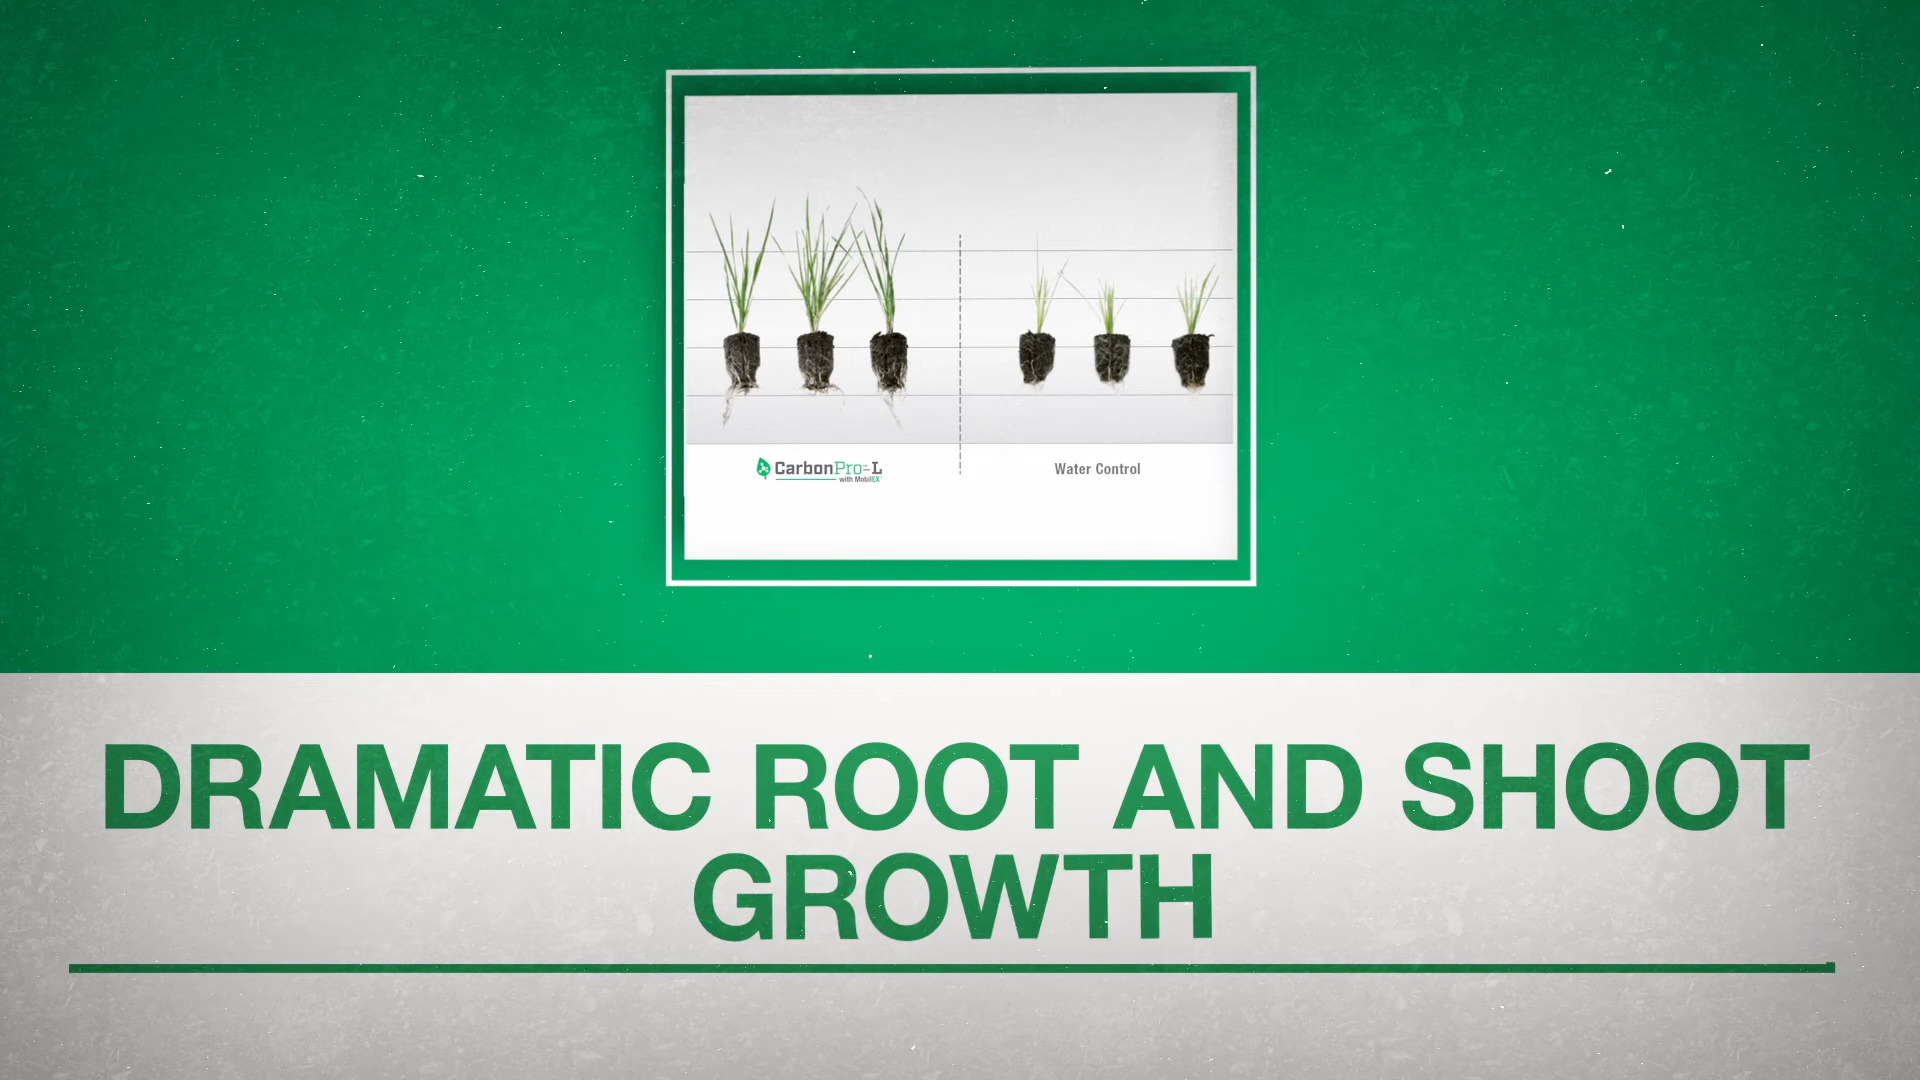 CarbonPro-L
with MobilEX
Water Control
DRAMATIC ROOT AND SHOOT
GROWTH